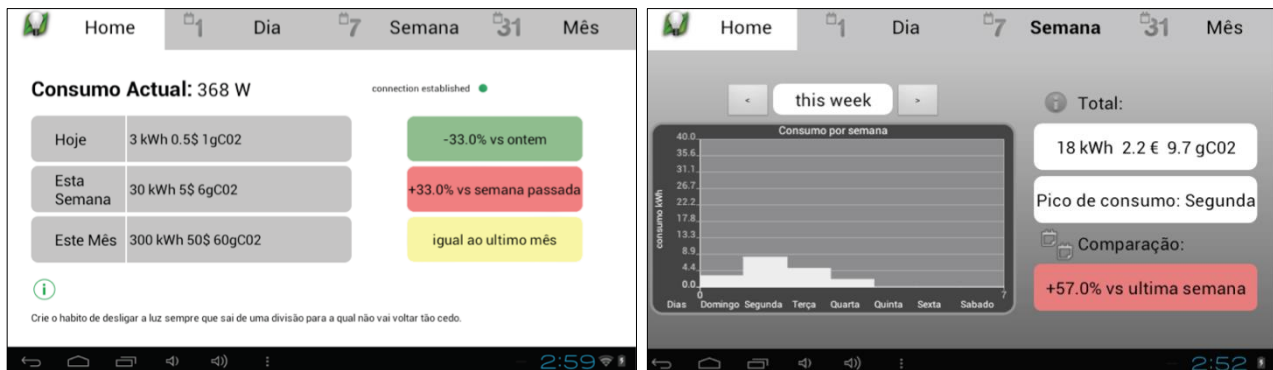 Home 1 Dia 7 Semana 31 Mês
Consumo Actual: 368 W
connection established
Hoje 3 kWh 0.5$ 1gC02
-33.0% vs ontem
Esta Semana 30 kWh 5$ 6gC02
+33.0% vs semana passada
Este Mês 300 kWh 50$ 60gC02
igual ao ultimo mês
i
Crie o habito de desligar a luz sempre que sai de uma divisão para a qual não vai voltar tão cedo.
2:59
Home 1 Dia 7 Semana 31 Mês
< this week >
Consumo por semana
consumo kWh
40.0
35.6
31.1
26.7
22.2
17.8
13.3
8.9
4.4
0.0
0 7
Dias Domingo Segunda Terça Quarta Quinta Sexta Sabado
i Total:
18 kWh 2.2 € 9.7 gC02
Pico de consumo: Segunda
Comparação:
+57.0% vs ultima semana
2:52